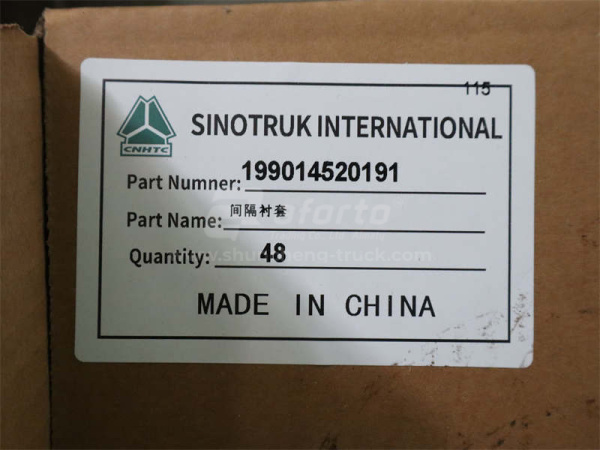 115
CNHTC
SINOTRUK INTERNATIONAL
Part Numner: 199014520191
Part Name: 间隔衬套
Quantity: 48
MADE IN CHINA